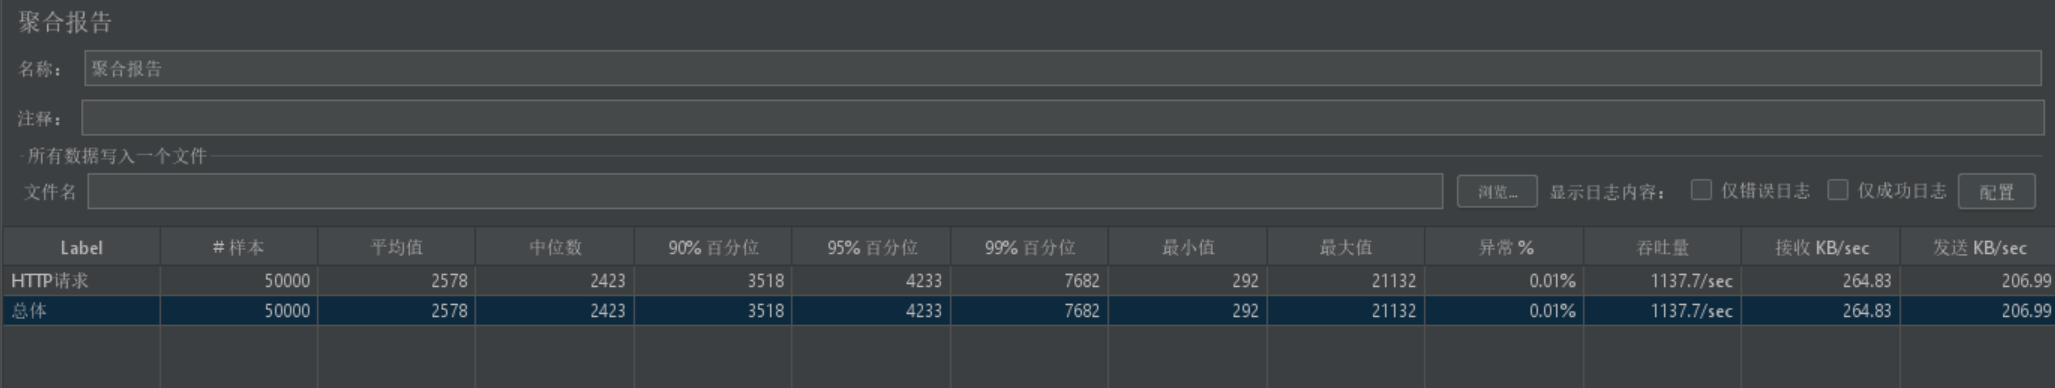 聚合报告
名称： 聚合报告
注释：
所有数据写入一个文件
文件名 浏览... 显示日志内容： 仅错误日志 仅成功日志 配置
Label # 样本 平均值 中位数 90% 百分位 95% 百分位 99% 百分位 最小值 最大值 异常 % 吞吐量 接收 KB/sec 发送 KB/sec
HTTP请求 50000 2578 2423 3518 4233 7682 292 21132 0.01% 1137.7/sec 264.83 206.99
总体 50000 2578 2423 3518 4233 7682 292 21132 0.01% 1137.7/sec 264.83 206.99